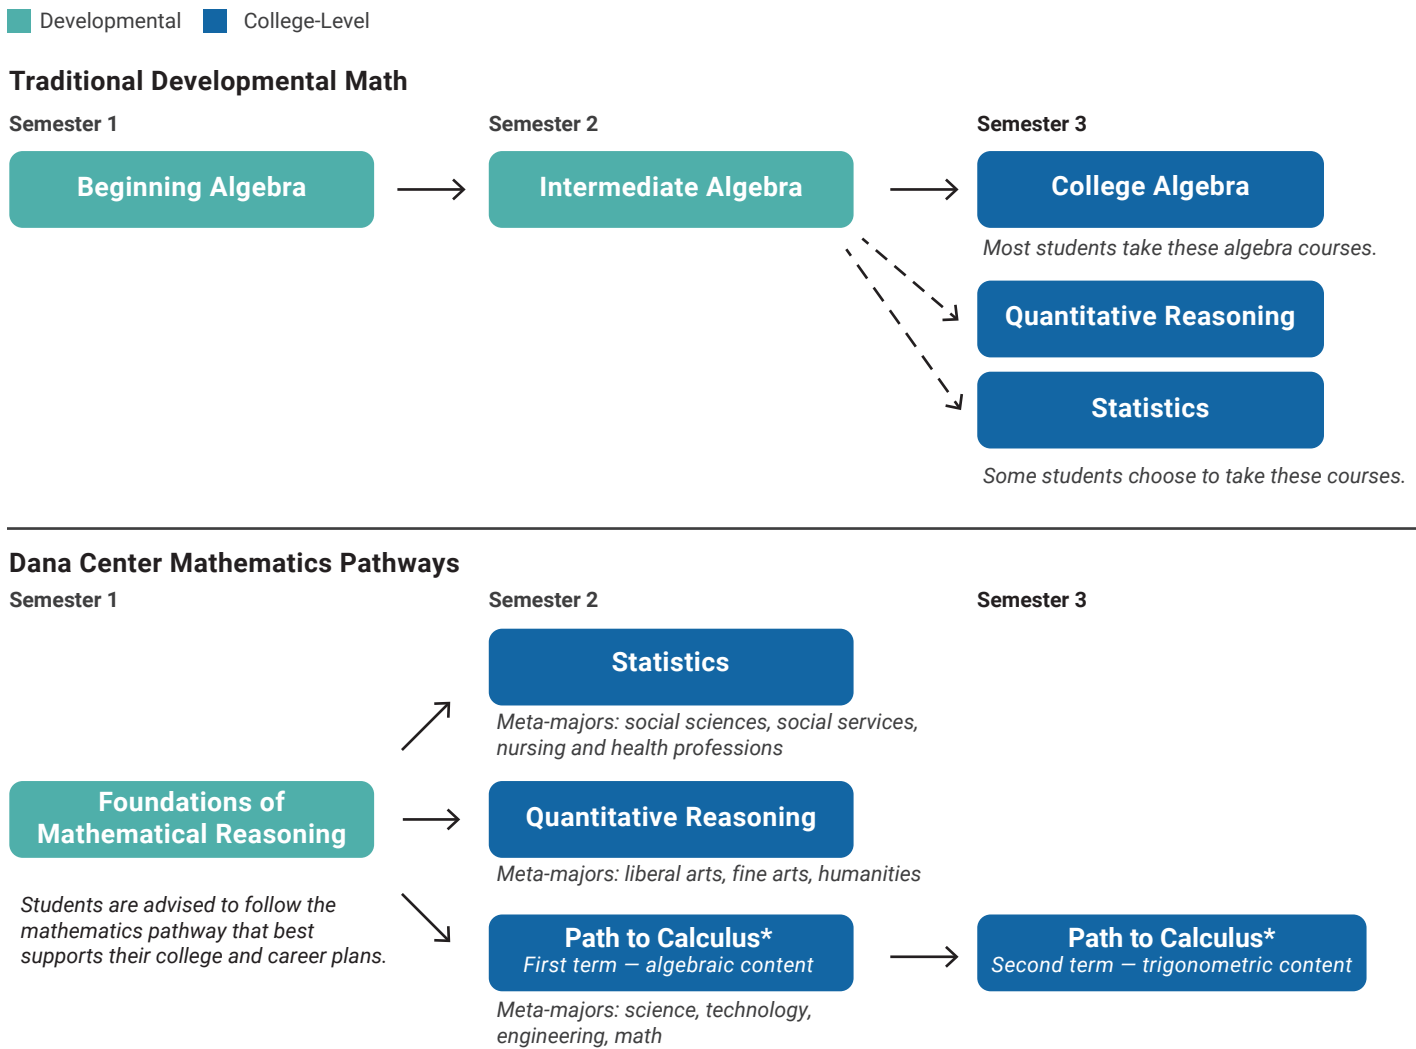 Developmental College-Level
Traditional Developmental Math
Semester 1 Semester 2 Semester 3
Beginning Algebra Intermediate Algebra College Algebra
Most students take these algebra courses.
Quantitative Reasoning
Statistics
Some students choose to take these courses.
Dana Center Mathematics Pathways
Semester 1 Semester 2 Semester 3
Statistics
Meta-majors: social sciences, social services,
nursing and health professions
Foundations of
Mathematical Reasoning
Quantitative Reasoning
Meta-majors: liberal arts, fine arts, humanities
Students are advised to follow the
mathematics pathway that best
supports their college and career plans.
Path to Calculus*
First term — algebraic content
Meta-majors: science, technology,
engineering, math
Path to Calculus*
Second term — trigonometric content